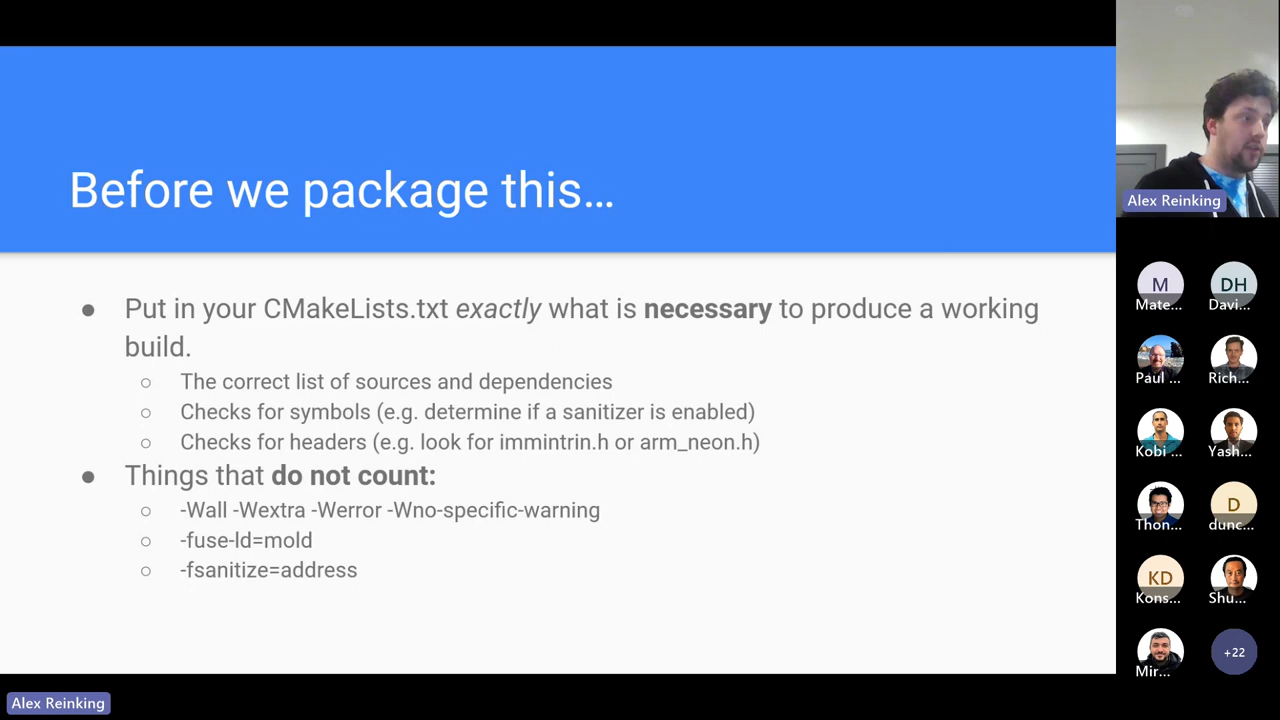 Before we package this…
● Put in your CMakeLists.txt exactly what is necessary to produce a working
build.
○ The correct list of sources and dependencies
○ Checks for symbols (e.g. determine if a sanitizer is enabled)
○ Checks for headers (e.g. look for immintrin.h or arm_neon.h)
● Things that do not count:
○ -Wall -Wextra -Werror -Wno-specific-warning
○ -fuse-ld=mold
○ -fsanitize=address
Alex Reinking
Alex Reinking
M
DH
Mate...
Davi...
Paul ...
Rich...
Kobi ...
Yash...
Thon...
D
dunc...
KD
Kons...
Shu...
Mir...
+22